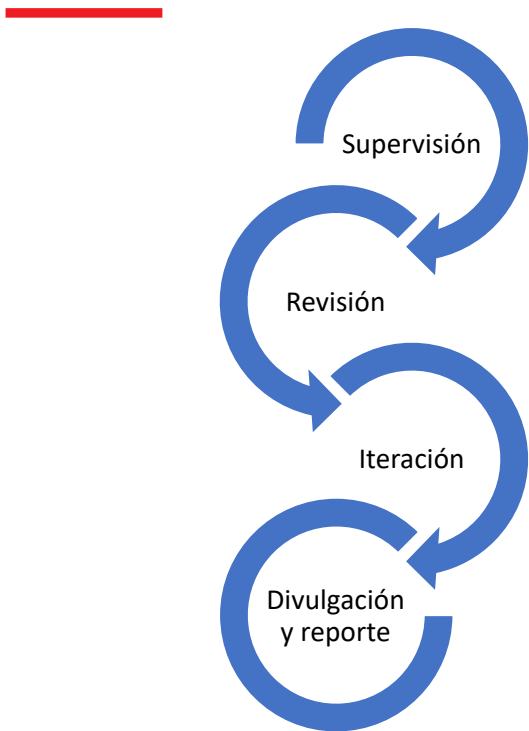 Supervisión
Revisión
Iteración
Divulgación
y reporte